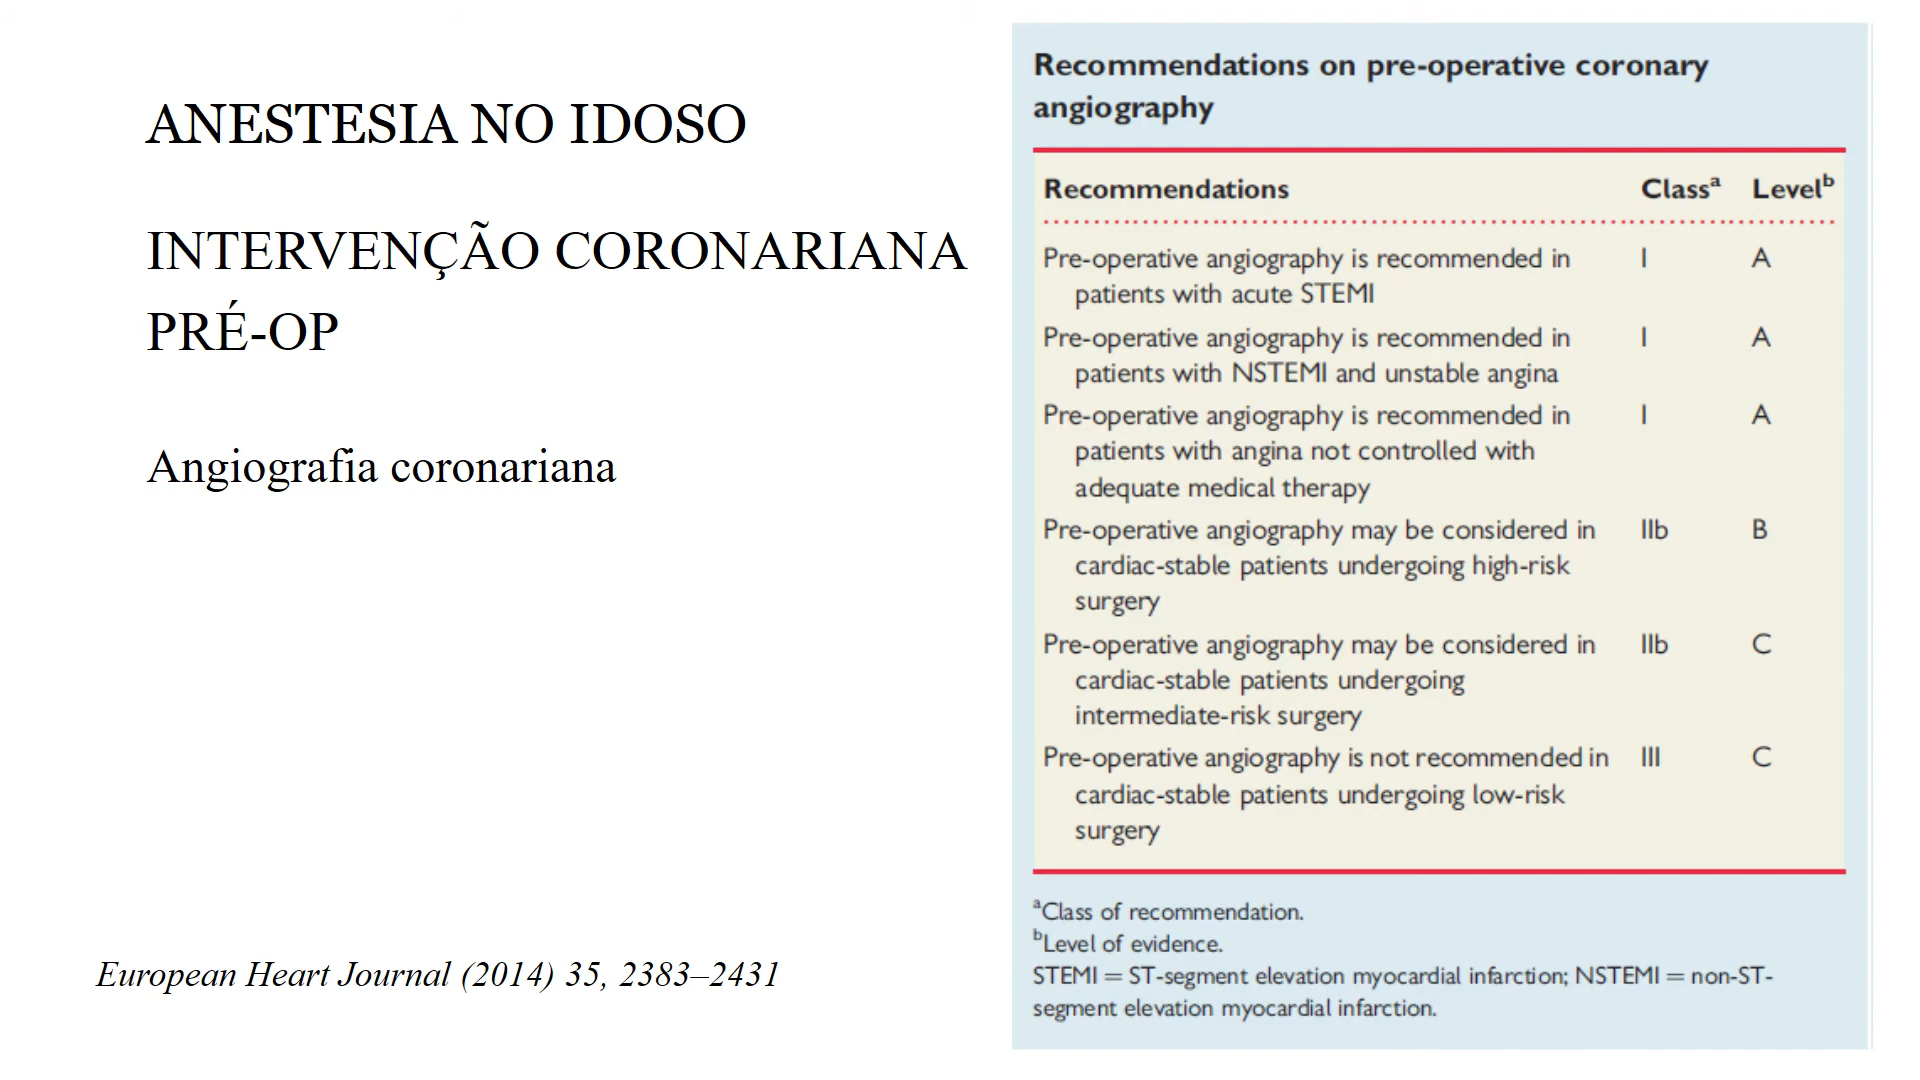 ANESTESIA NO IDOSO
INTERVENÇÃO CORONARIANA
PRÉ-OP
Angiografia coronariana
European Heart Journal (2014) 35, 2383–2431
Recommendations on pre-operative coronary
angiography
Recommendations Classᵃ Levelᵇ
Pre-operative angiography is recommended in I A
patients with acute STEMI
Pre-operative angiography is recommended in I A
patients with NSTEMI and unstable angina
Pre-operative angiography is recommended in I A
patients with angina not controlled with
adequate medical therapy
Pre-operative angiography may be considered in IIb B
cardiac-stable patients undergoing high-risk
surgery
Pre-operative angiography may be considered in IIb C
cardiac-stable patients undergoing
intermediate-risk surgery
Pre-operative angiography is not recommended in III C
cardiac-stable patients undergoing low-risk
surgery
ᵃClass of recommendation.
ᵇLevel of evidence.
STEMI = ST-segment elevation myocardial infarction; NSTEMI = non-ST-
segment elevation myocardial infarction.